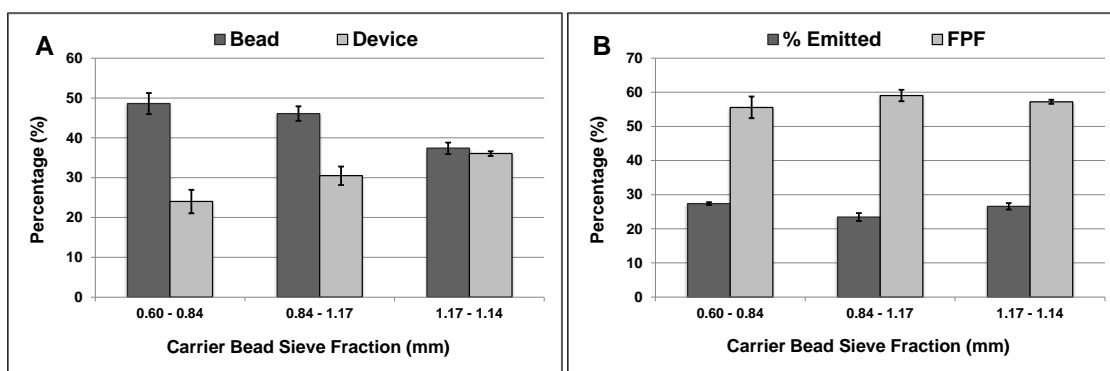 A
Bead Device
60
50
40
30
20
10
0
Percentage (%)
0.60 - 0.84 0.84 - 1.17 1.17 - 1.14
Carrier Bead Sieve Fraction (mm)
B
% Emitted FPF
70
60
50
40
30
20
10
0
Percentage (%)
0.60 - 0.84 0.84 - 1.17 1.17 - 1.14
Carrier Bead Sieve Fraction (mm)